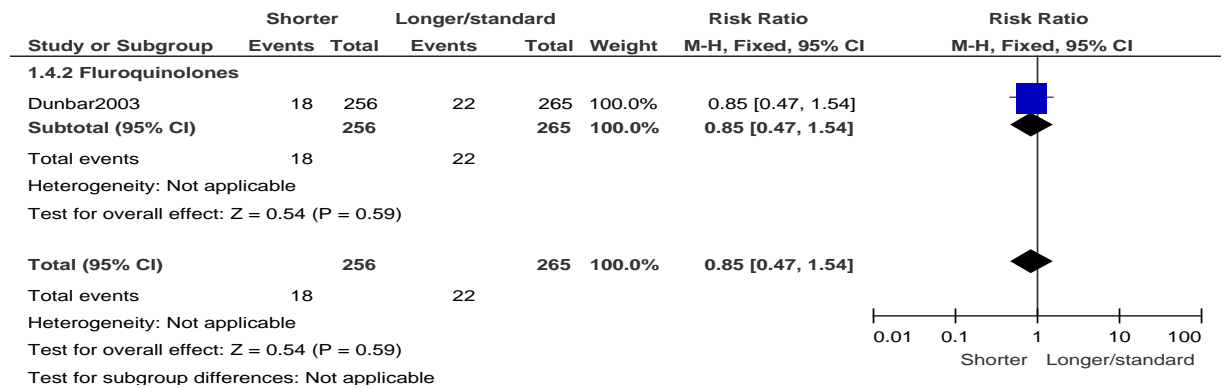 Shorter Longer/standard Risk Ratio Risk Ratio
Study or Subgroup Events Total Events Total Weight M-H, Fixed, 95% CI M-H, Fixed, 95% CI
1.4.2 Fluroquinolones
Dunbar2003 18 256 22 265 100.0% 0.85 [0.47, 1.54]
Subtotal (95% CI) 256 265 100.0% 0.85 [0.47, 1.54]
Total events 18 22
Heterogeneity: Not applicable
Test for overall effect: Z = 0.54 (P = 0.59)
Total (95% CI) 256 265 100.0% 0.85 [0.47, 1.54]
Total events 18 22
Heterogeneity: Not applicable
Test for overall effect: Z = 0.54 (P = 0.59)
Test for subgroup differences: Not applicable
0.01 0.1 1 10 100
Shorter Longer/standard